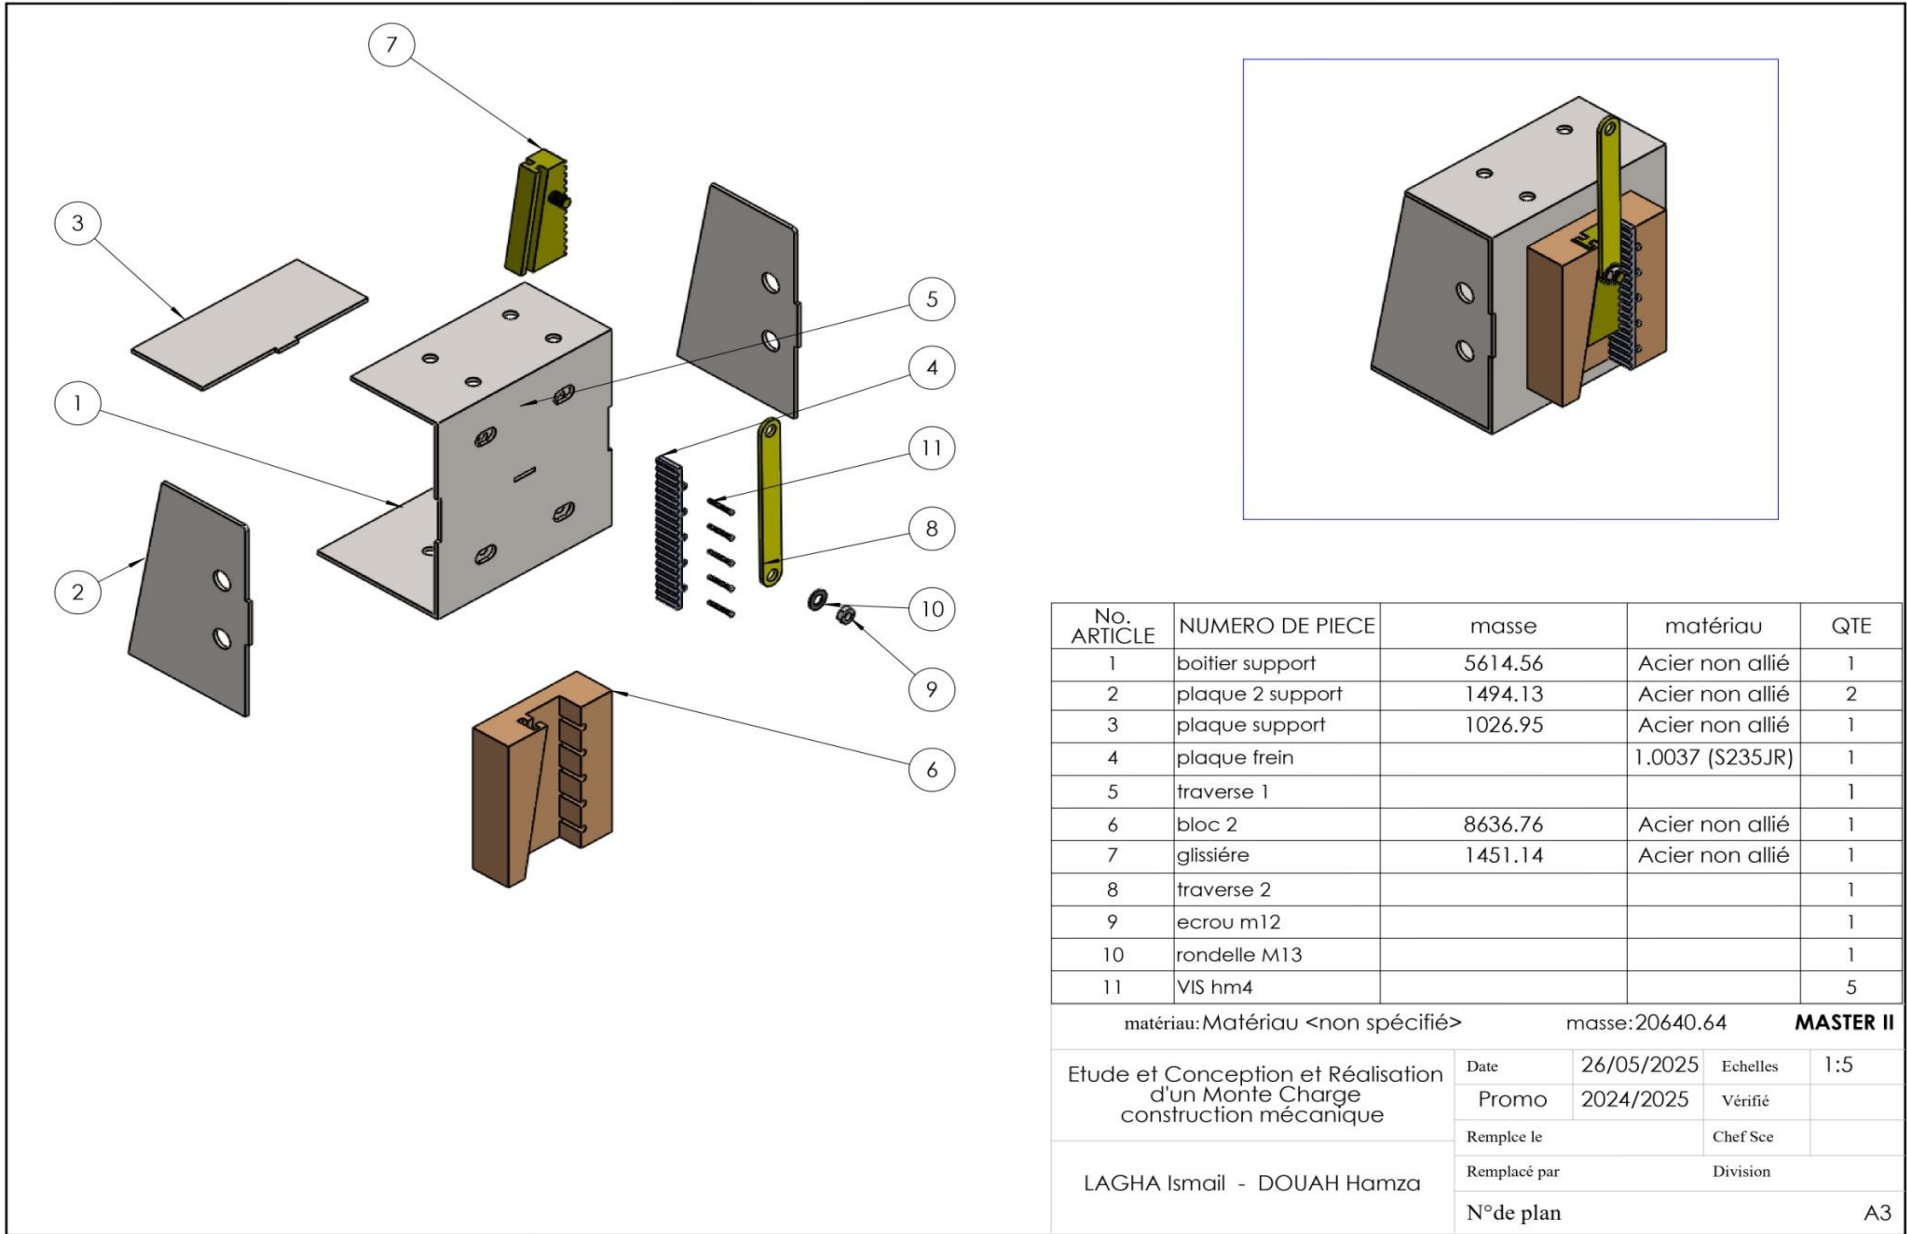 7
3
5
4
1
11
8
2
10
9
6
No. ARTICLE NUMERO DE PIECE masse matériau QTE
1 boitier support 5614.56 Acier non allié 1
2 plaque 2 support 1494.13 Acier non allié 2
3 plaque support 1026.95 Acier non allié 1
4 plaque frein 1.0037 (S235JR) 1
5 traverse 1 1
6 bloc 2 8636.76 Acier non allié 1
7 glissiére 1451.14 Acier non allié 1
8 traverse 2 1
9 ecrou m12 1
10 rondelle M13 1
11 VIS hm4 5
matériau: Matériau <non spécifié> masse: 20640.64 MASTER II
Etude et Conception et Réalisation
d'un Monte Charge
construction mécanique
Date 26/05/2025 Echelles 1:5
Promo 2024/2025 Vérifié
Remplce le Chef Sce
Remplacé par Division
LAGHA Ismail - DOUAH Hamza
N°de plan A3